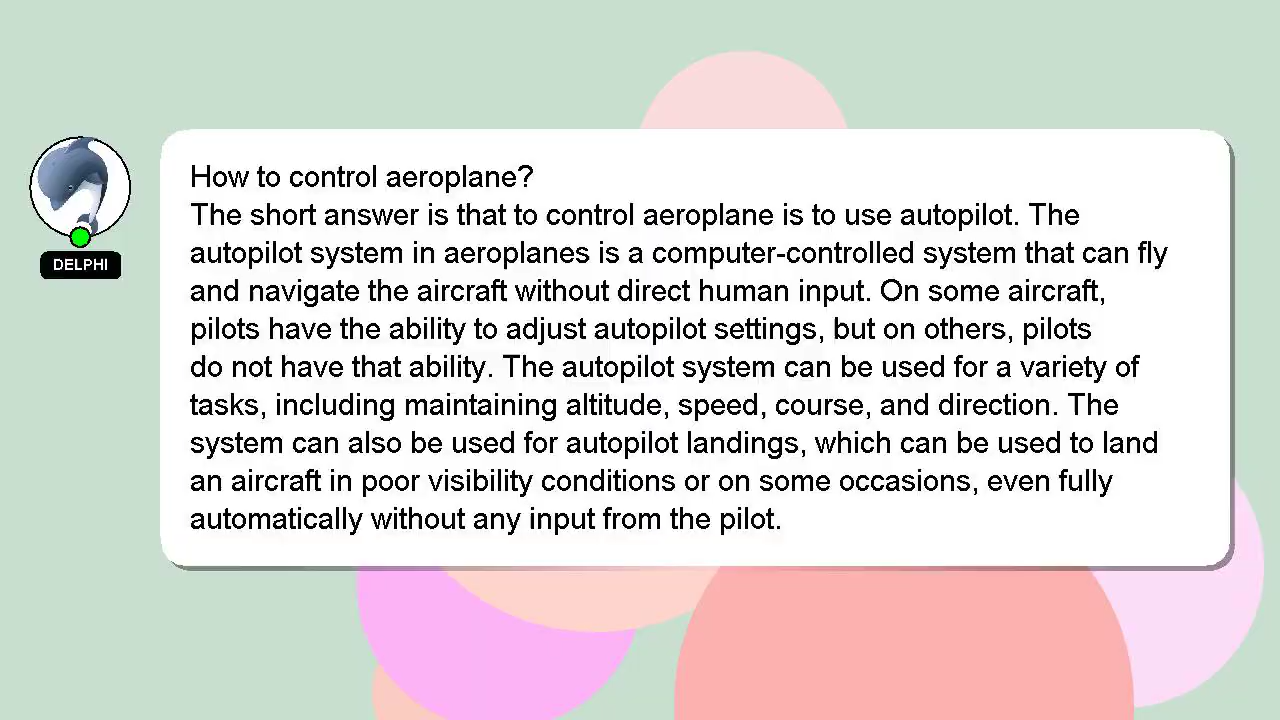 How to control aeroplane?
The short answer is that to control aeroplane is to use autopilot. The
autopilot system in aeroplanes is a computer-controlled system that can fly
and navigate the aircraft without direct human input. On some aircraft,
pilots have the ability to adjust autopilot settings, but on others, pilots
do not have that ability. The autopilot system can be used for a variety of
tasks, including maintaining altitude, speed, course, and direction. The
system can also be used for autopilot landings, which can be used to land
an aircraft in poor visibility conditions or on some occasions, even fully
automatically without any input from the pilot.
DELPHI